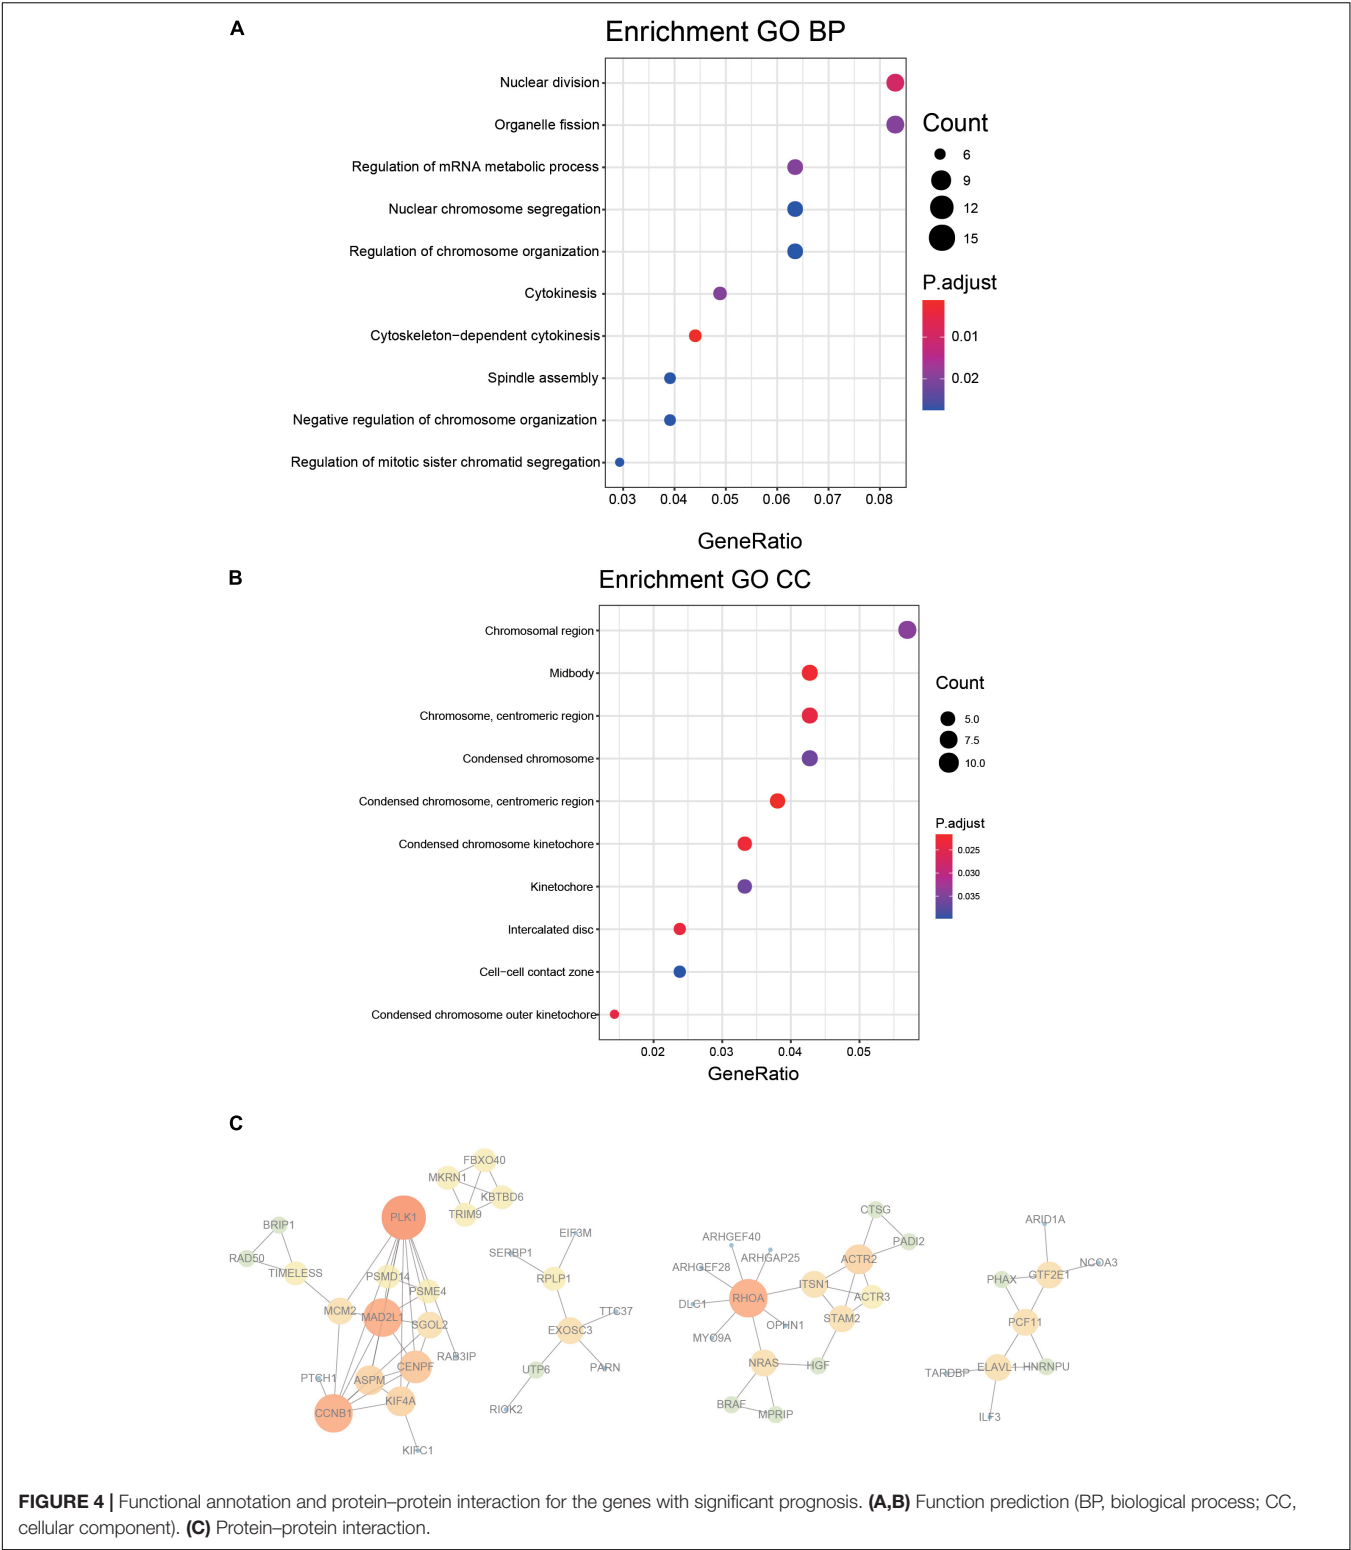 A
Enrichment GO BP
Nuclear division
Organelle fission
Regulation of mRNA metabolic process
Nuclear chromosome segregation
Regulation of chromosome organization
Cytokinesis
Cytoskeleton−dependent cytokinesis
Spindle assembly
Negative regulation of chromosome organization
Regulation of mitotic sister chromatid segregation
0.03 0.04 0.05 0.06 0.07 0.08
GeneRatio
Count
6
9
12
15
P.adjust
0.01
0.02
B
Enrichment GO CC
Chromosomal region
Midbody
Chromosome, centromeric region
Condensed chromosome
Condensed chromosome, centromeric region
Condensed chromosome kinetochore
Kinetochore
Intercalated disc
Cell−cell contact zone
Condensed chromosome outer kinetochore
0.02 0.03 0.04 0.05
GeneRatio
Count
5.0
7.5
10.0
P.adjust
0.025
0.030
0.035
C
FBXO40
MKRN1
KBTBD6
TRIM9
PLK1
BRIP1
RAD50
TIMELESS
PSMD14
PSME4
MCM2
MAD2L1
SGOL2
RAB3IP
CENPF
PTCH1
ASPM
KIF4A
CCNB1
KIFC1
EIF3M
SERBP1
RPLP1
TTC37
EXOSC3
UTP6
PARN
RIOK2
CTSG
PADI2
ARHGEF40
ARHGAP25
ACTR2
ARHGEF28
ITSN1
RHOA
ACTR3
DLC1
OPHN1
STAM2
MYO9A
NRAS
HGF
BRAF
MPRIP
ARID1A
NCOA3
GTF2E1
PHAX
PCF11
ELAVL1
HNRNPU
TARDBP
ILF3
FIGURE 4 | Functional annotation and protein–protein interaction for the genes with significant prognosis. (A,B) Function prediction (BP, biological process; CC,
cellular component). (C) Protein–protein interaction.